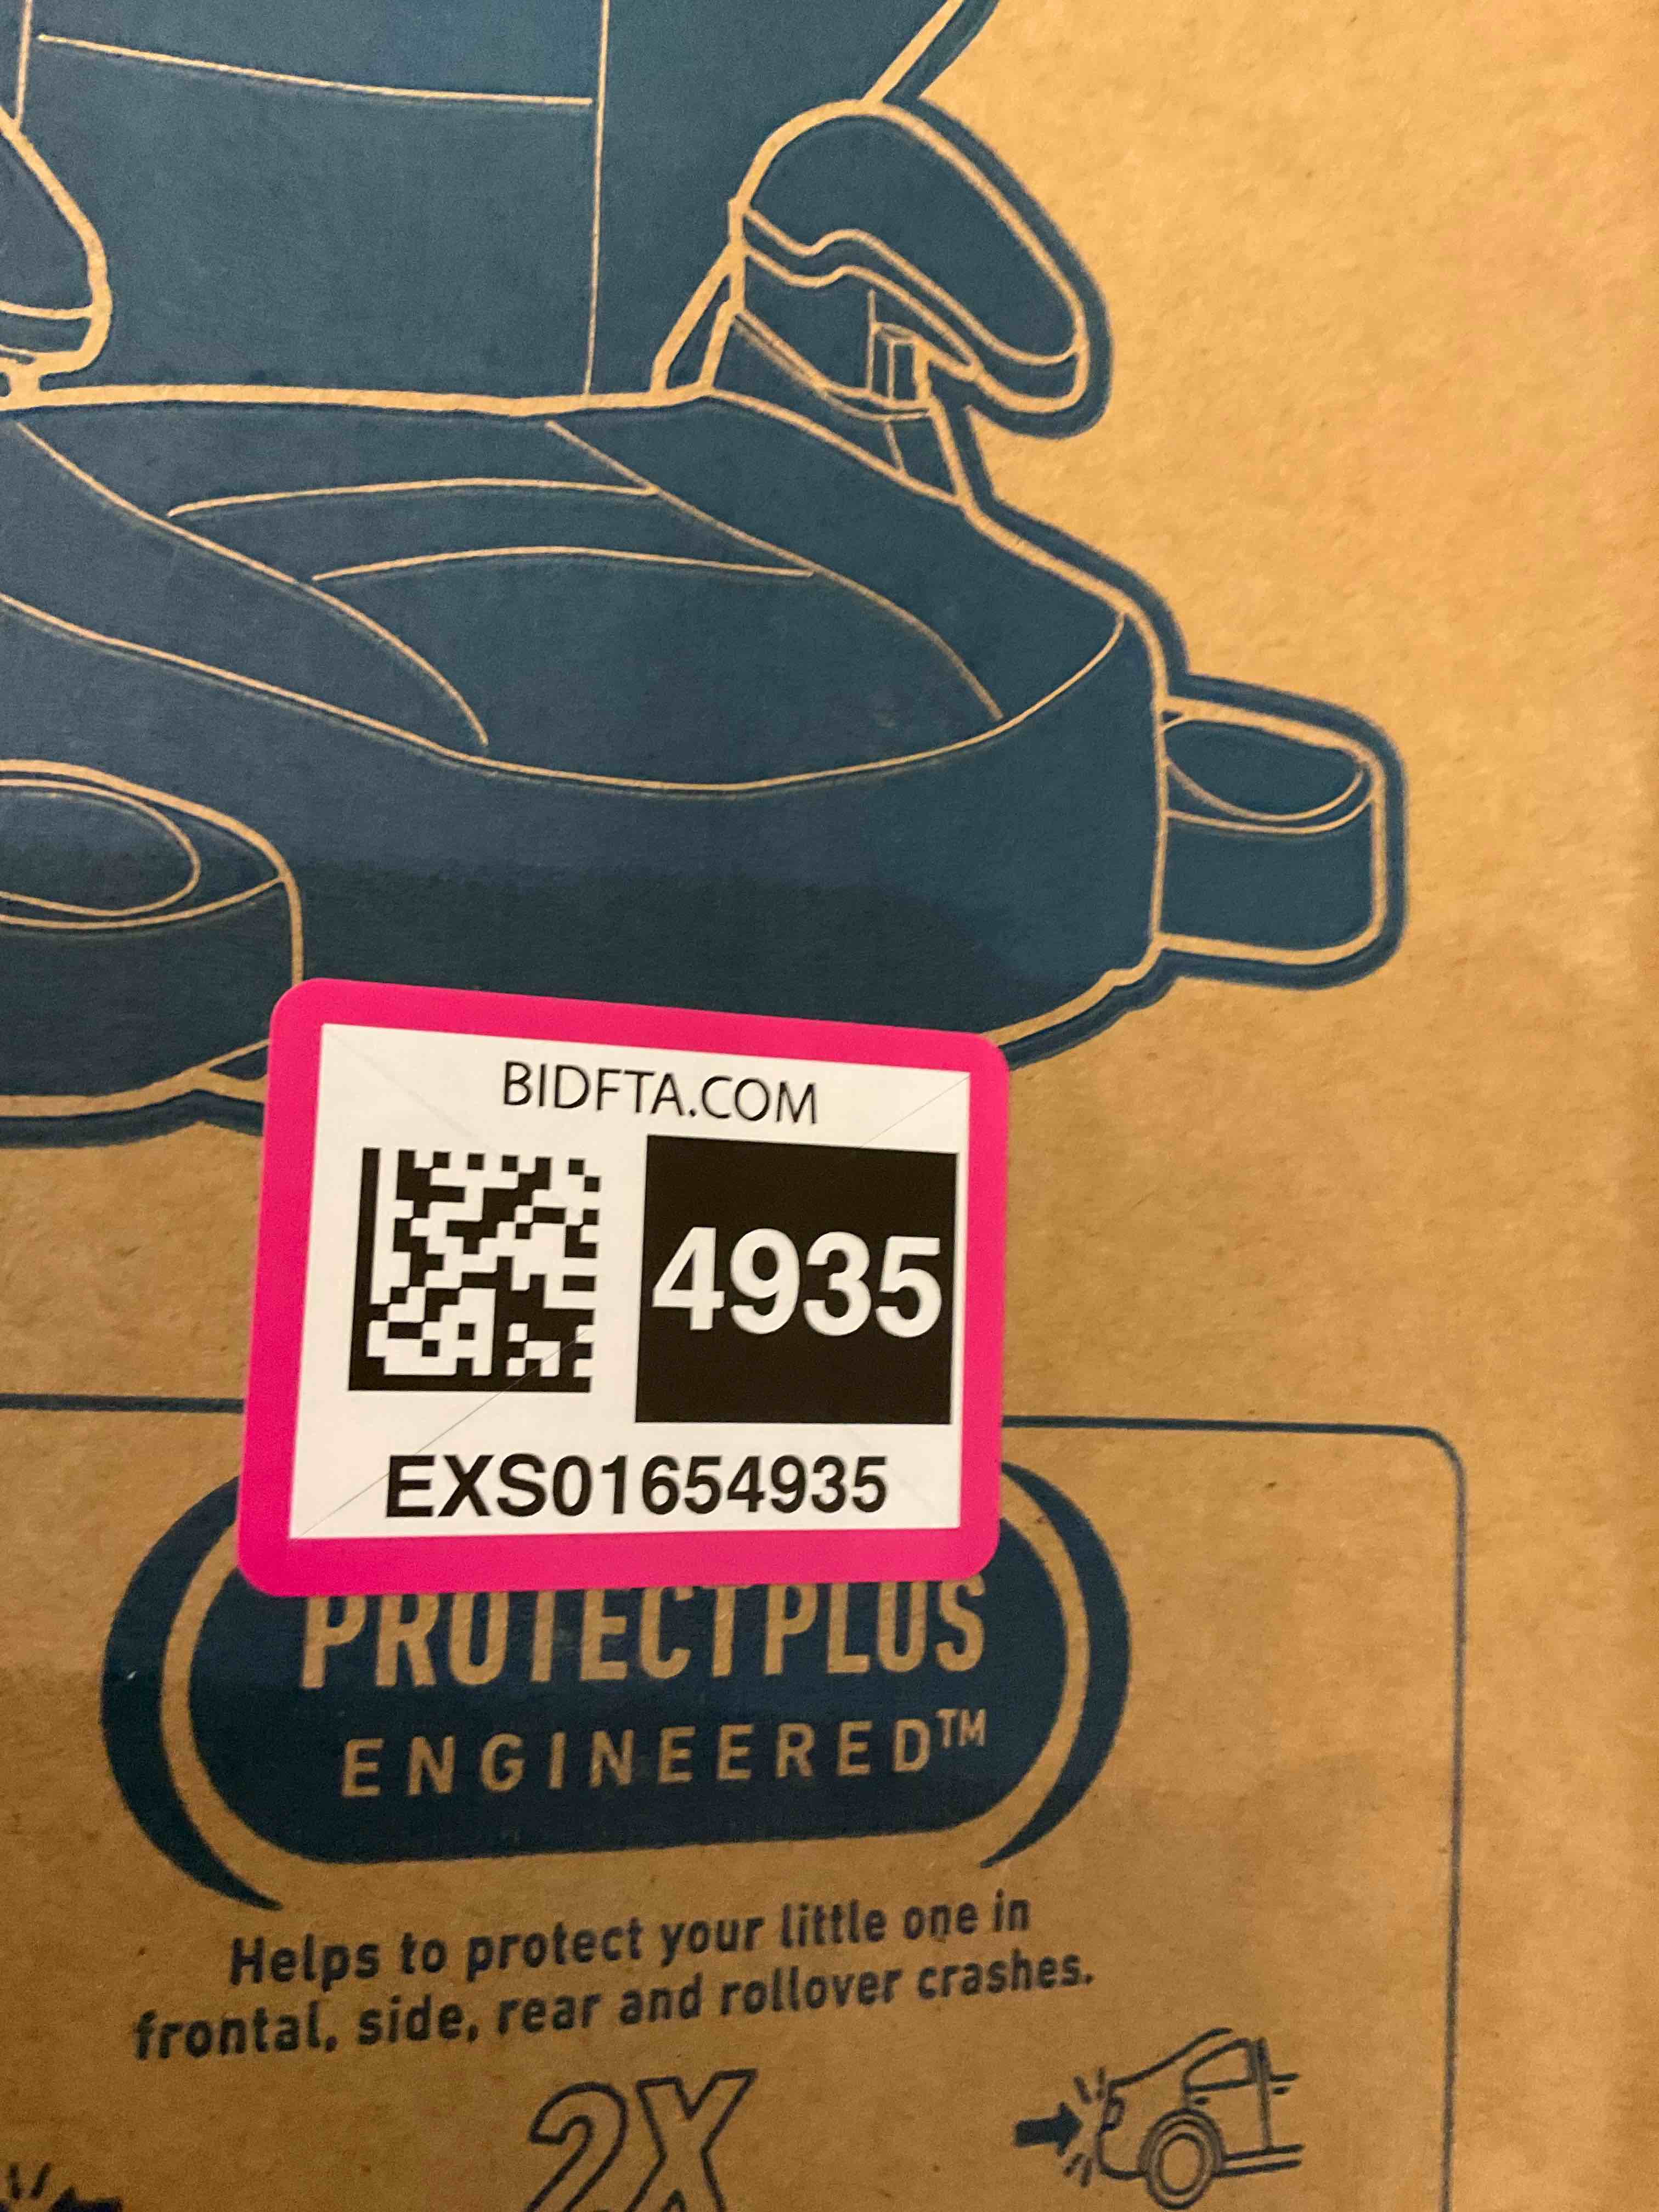 BIDFTA.COM
4935
EXS01654935
PROTECTPLUS
ENGINEERED™
Helps to protect your little one in
frontal, side, rear and rollover crashes.
2X